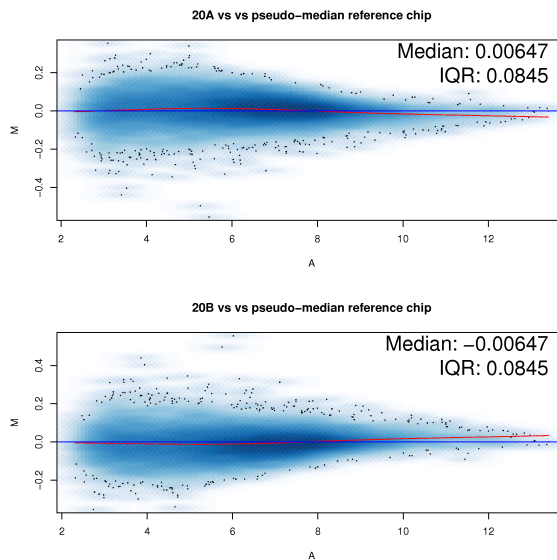 20A vs vs pseudo−median reference chip
Median: 0.00647
IQR: 0.0845
0.2
0.0
−0.2
−0.4
M
2 4 6 8 10 12
A
20B vs vs pseudo−median reference chip
Median: −0.00647
IQR: 0.0845
0.4
0.2
0.0
−0.2
M
2 4 6 8 10 12
A